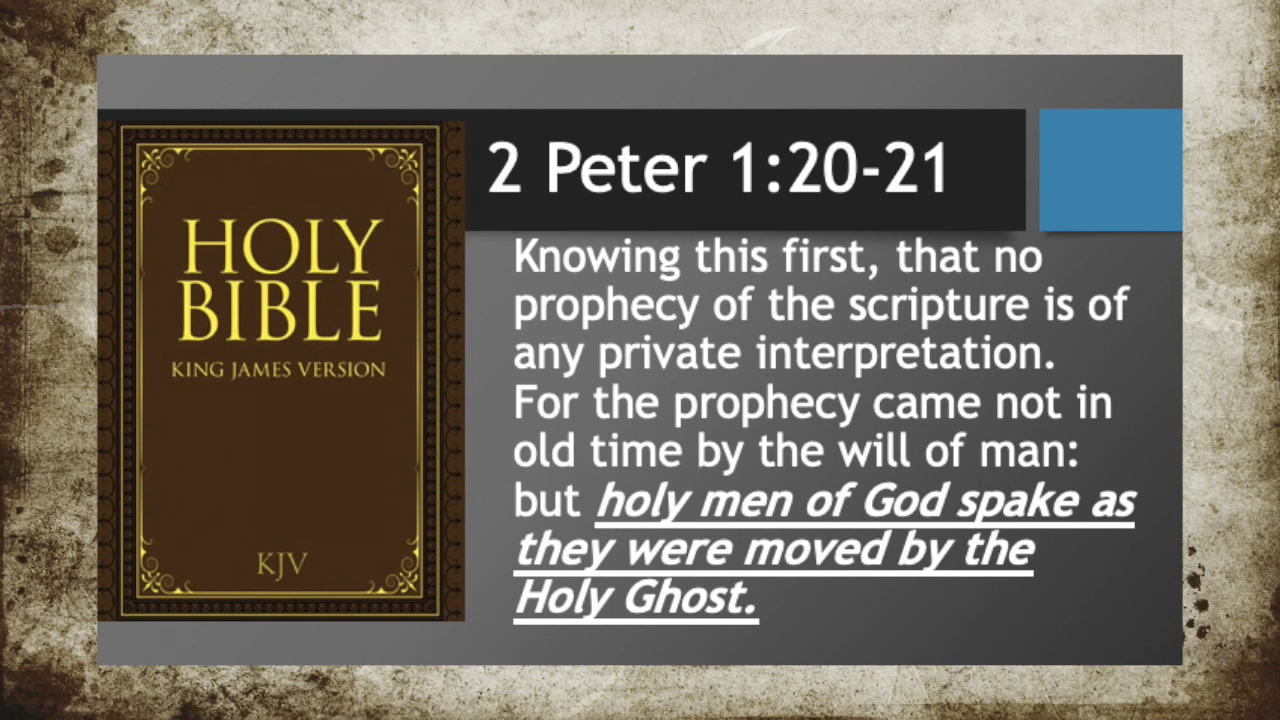 HOLY
BIBLE
KING JAMES VERSION
KJV
2 Peter 1:20-21
Knowing this first, that no
prophecy of the scripture is of
any private interpretation.
For the prophecy came not in
old time by the will of man:
but holy men of God spake as
they were moved by the
Holy Ghost.